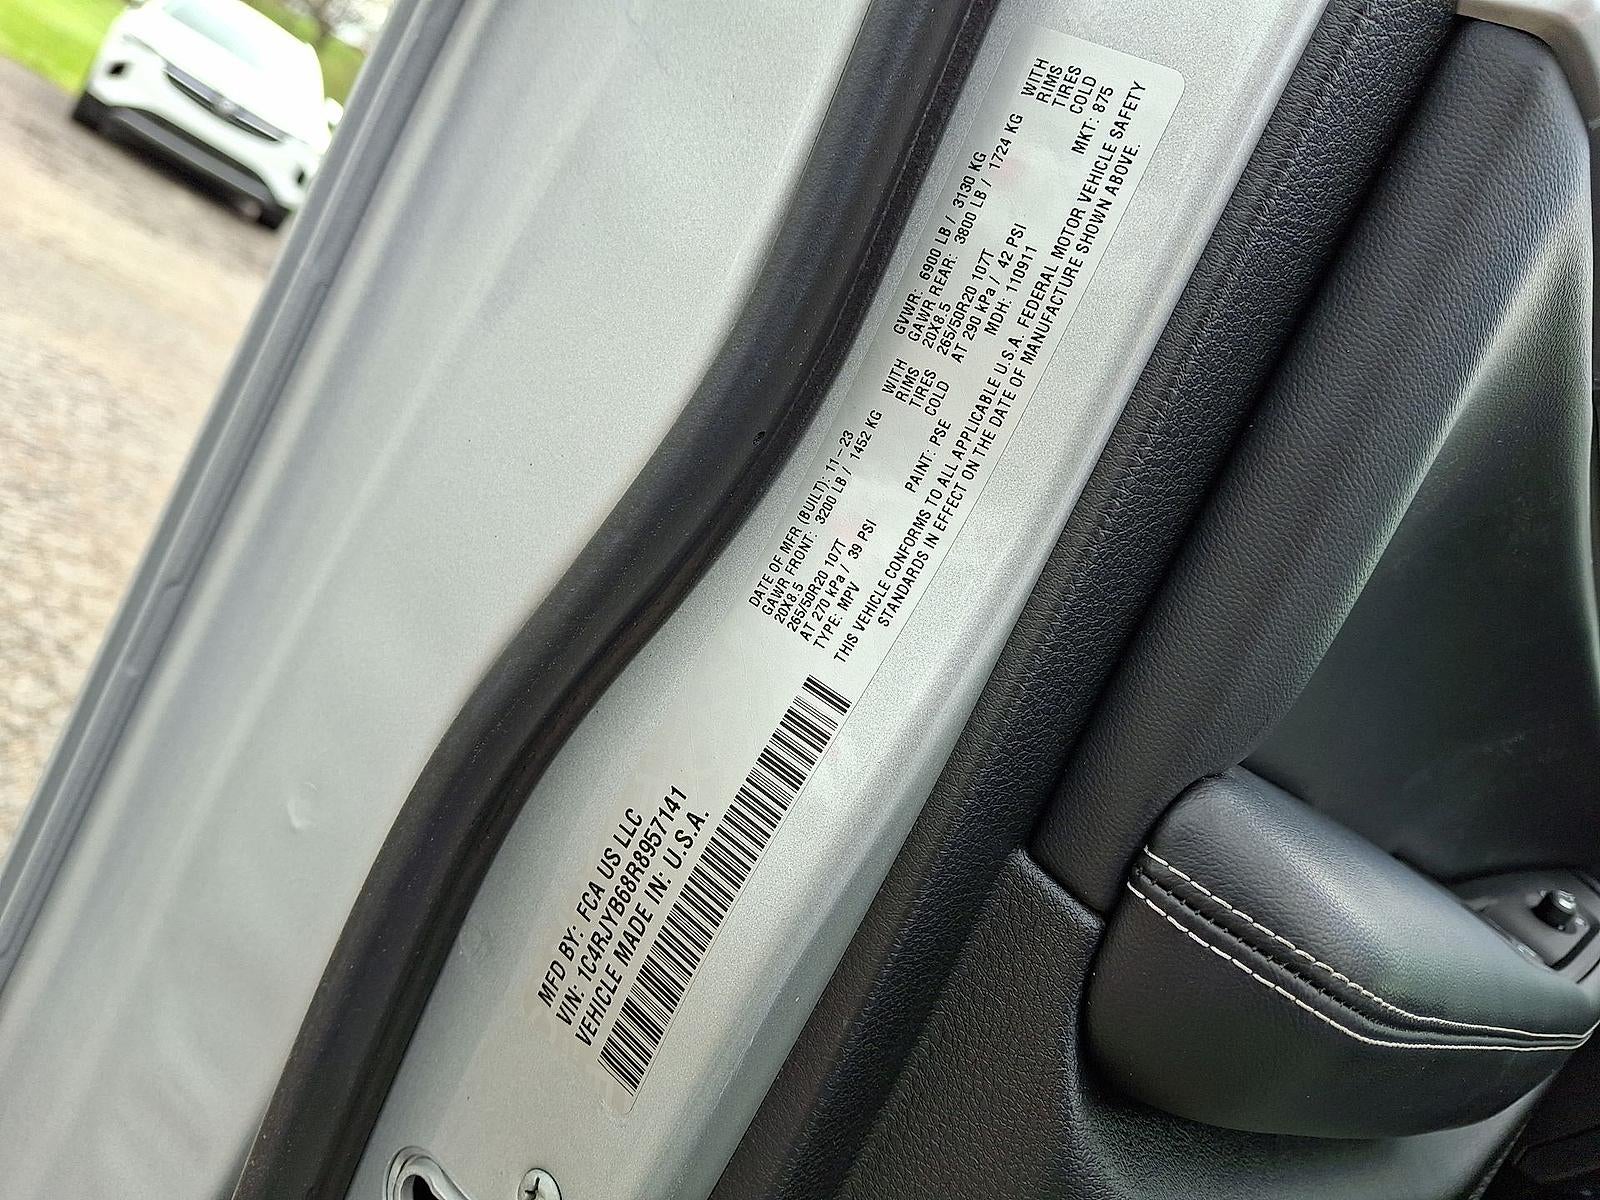 MFD BY: FCA US LLC
VIN: 1C4RJYB68R8957141
VEHICLE MADE IN: U.S.A.
DATE OF MFR (BUILT): 11-23 GVWR: 6900 LB / 3130 KG
GAWR FRONT: 3200 LB / 1452 KG WITH GAWR REAR: 3800 LB / 1724 KG WITH
20X8.5 RIMS 20X8.5 RIMS
265/50R20 107T TIRES 265/50R20 107T TIRES
AT 270 kPa / 39 PSI COLD AT 290 kPa / 42 PSI COLD
TYPE: MPV PAINT: PSE MDH: 110911 MKT: 875
THIS VEHICLE CONFORMS TO ALL APPLICABLE U.S.A. FEDERAL MOTOR VEHICLE SAFETY
STANDARDS IN EFFECT ON THE DATE OF MANUFACTURE SHOWN ABOVE.